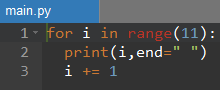 main.py
1 for i in range(11):
2 print(i,end=" ")
3 i += 1